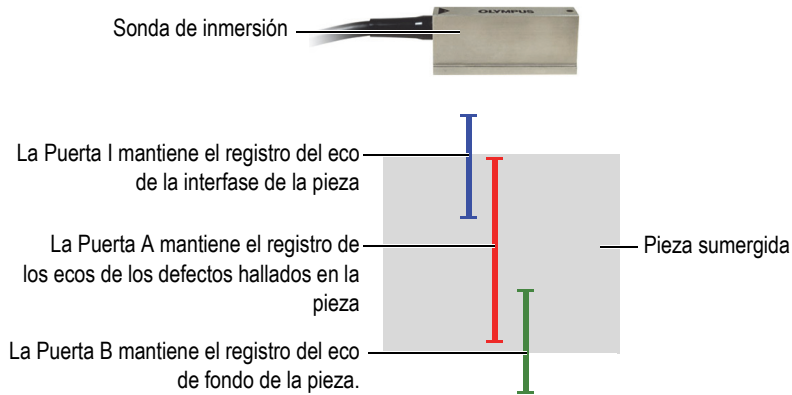 OLYMPUS
Sonda de inmersión
La Puerta I mantiene el registro del eco
de la interfase de la pieza
La Puerta A mantiene el registro de
los ecos de los defectos hallados en la
pieza
Pieza sumergida
La Puerta B mantiene el registro del eco
de fondo de la pieza.